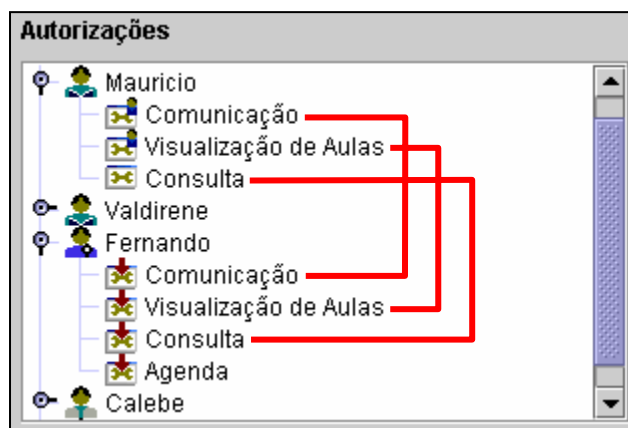 Autorizações
Mauricio
Comunicação
Visualização de Aulas
Consulta
Valdirene
Fernando
Comunicação
Visualização de Aulas
Consulta
Agenda
Calebe